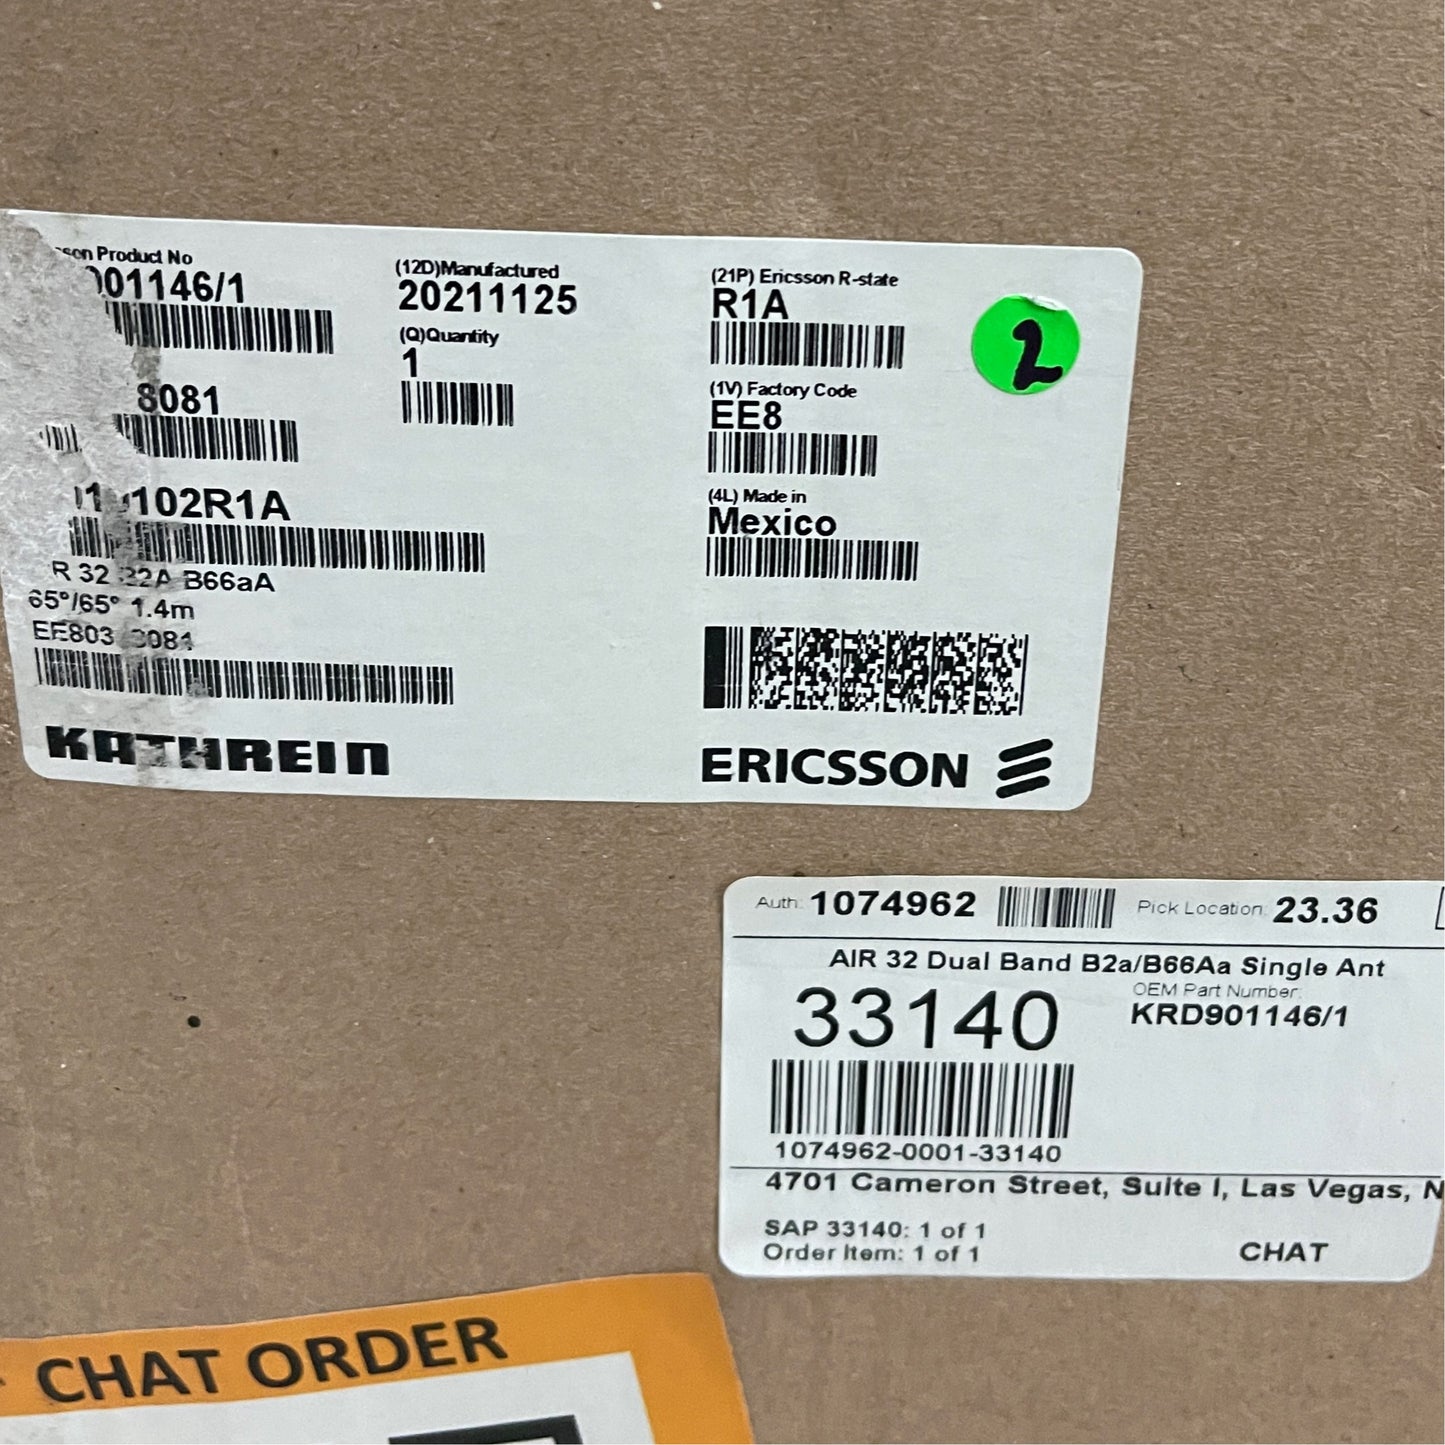 Product No
901146/1
(12D)Manufactured
20211125
(Q)Quantity
1
(21P) Ericsson R-state
R1A
2
8081
(1V) Factory Code
EE8
102R1A
(4L) Made in
Mexico
R 32 B66aA
65°/65° 1.4m
EE803
KATHREIN
ERICSSON
Auth: 1074962
Pick Location: 23.36
AIR 32 Dual Band B2a/B66Aa Single Ant
33140
OEM Part Number:
KRD901146/1
1074962-0001-33140
4701 Cameron Street, Suite I, Las Vegas, N
SAP 33140: 1 of 1
Order Item: 1 of 1
CHAT
CHAT ORDER